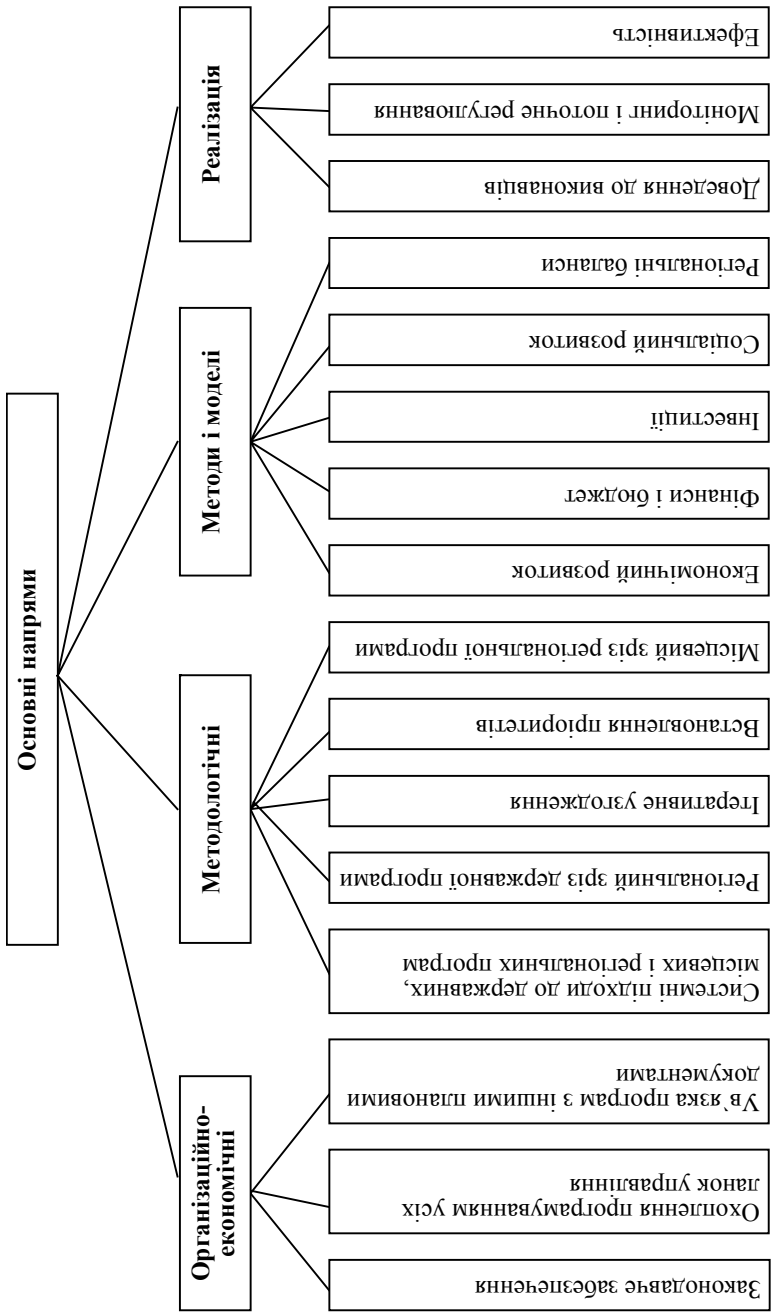 Основні напрями
Організаційно-
економічні
Методологічні
Методи і моделі
Реалізація
Законодавче забезпечення
Охоплення програмуванням усіх
ланок управління
Ув`язка програм з іншими плановими
документами
Системні підходи до державних,
місцевих і регіональних програм
Регіональний зріз державної програми
Ітеративне узгодження
Встановлення пріоритетів
Місцевий зріз регіональної програми
Економічний розвиток
Фінанси і бюджет
Інвестиції
Соціальний розвиток
Регіональні баланси
Доведення до виконавців
Моніторинг і поточне регулювання
Ефективність